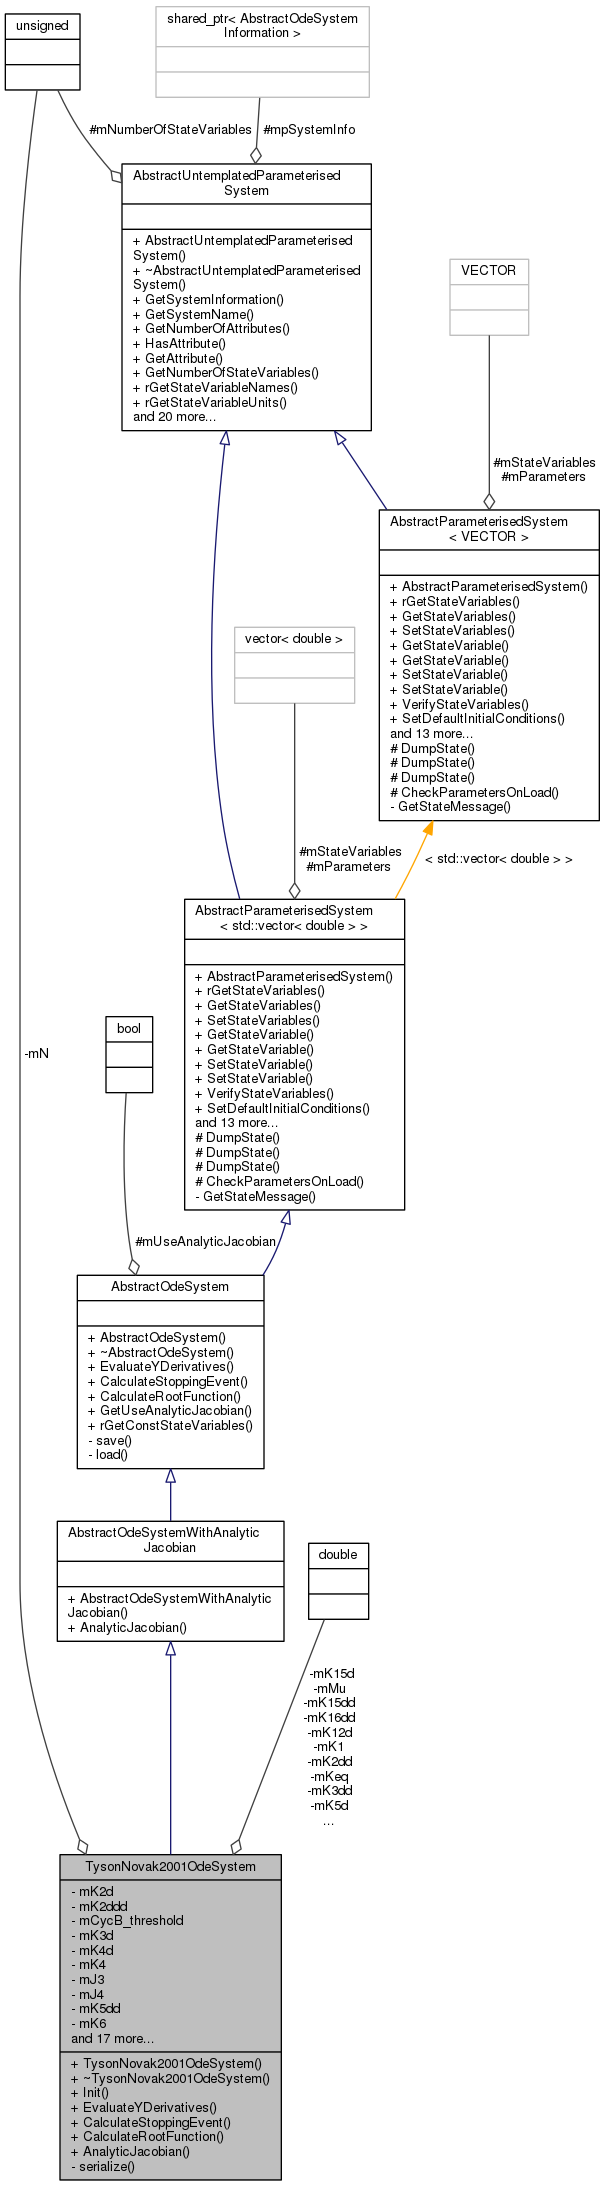 unsigned
shared_ptr< AbstractOdeSystem
Information >
#mNumberOfStateVariables
#mpSystemInfo
AbstractUntemplatedParameterised
System
+ AbstractUntemplatedParameterised
System()
+ ~AbstractUntemplatedParameterised
System()
+ GetSystemInformation()
+ GetSystemName()
+ GetNumberOfAttributes()
+ HasAttribute()
+ GetAttribute()
+ GetNumberOfStateVariables()
+ rGetStateVariableNames()
+ rGetStateVariableUnits()
and 20 more...
VECTOR
#mStateVariables
#mParameters
AbstractParameterisedSystem
< VECTOR >
+ AbstractParameterisedSystem()
+ rGetStateVariables()
+ GetStateVariables()
+ SetStateVariables()
+ GetStateVariable()
+ GetStateVariable()
+ SetStateVariable()
+ SetStateVariable()
+ VerifyStateVariables()
+ SetDefaultInitialConditions()
and 13 more...
# DumpState()
# DumpState()
# DumpState()
# CheckParametersOnLoad()
- GetStateMessage()
vector< double >
#mStateVariables
#mParameters
< std::vector< double > >
AbstractParameterisedSystem
< std::vector< double > >
+ AbstractParameterisedSystem()
+ rGetStateVariables()
+ GetStateVariables()
+ SetStateVariables()
+ GetStateVariable()
+ GetStateVariable()
+ SetStateVariable()
+ SetStateVariable()
+ VerifyStateVariables()
+ SetDefaultInitialConditions()
and 13 more...
# DumpState()
# DumpState()
# DumpState()
# CheckParametersOnLoad()
- GetStateMessage()
bool
-mN
#mUseAnalyticJacobian
AbstractOdeSystem
+ AbstractOdeSystem()
+ ~AbstractOdeSystem()
+ EvaluateYDerivatives()
+ CalculateStoppingEvent()
+ CalculateRootFunction()
+ GetUseAnalyticJacobian()
+ rGetConstStateVariables()
- save()
- load()
AbstractOdeSystemWithAnalytic
Jacobian
+ AbstractOdeSystemWithAnalytic
Jacobian()
+ AnalyticJacobian()
double
-mK15d
-mMu
-mK15dd
-mK16dd
-mK12d
-mK1
-mK2dd
-mKeq
-mK3dd
-mK5d
...
TysonNovak2001OdeSystem
- mK2d
- mK2ddd
- mCycB_threshold
- mK3d
- mK4d
- mK4
- mJ3
- mJ4
- mK5dd
- mK6
and 17 more...
+ TysonNovak2001OdeSystem()
+ ~TysonNovak2001OdeSystem()
+ Init()
+ EvaluateYDerivatives()
+ CalculateStoppingEvent()
+ CalculateRootFunction()
+ AnalyticJacobian()
- serialize()